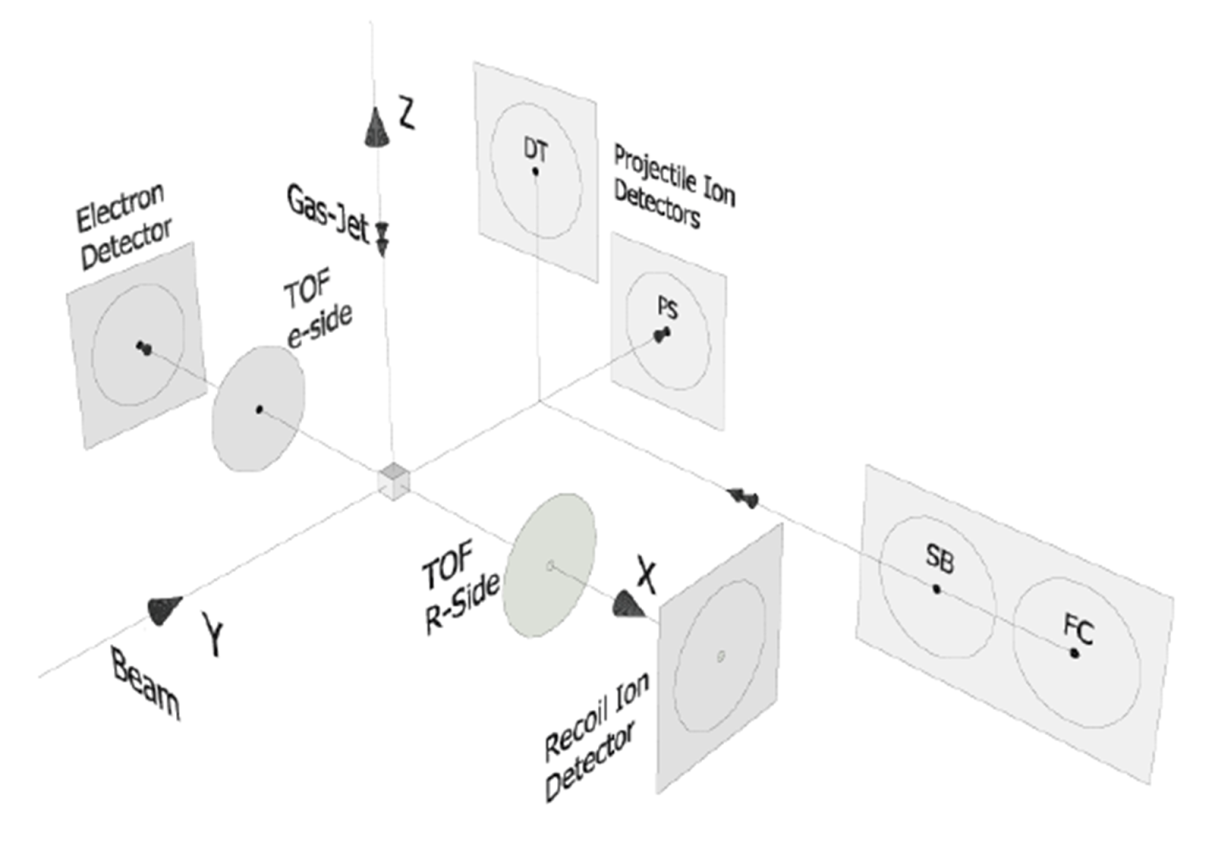 Z
DT
Projectile Ion
Detectors
Electron
Detector
Gas-Jet
TOF
e-side
PS
SB
FC
TOF
R-Side
X
Y
Beam
Recoil Ion
Detector